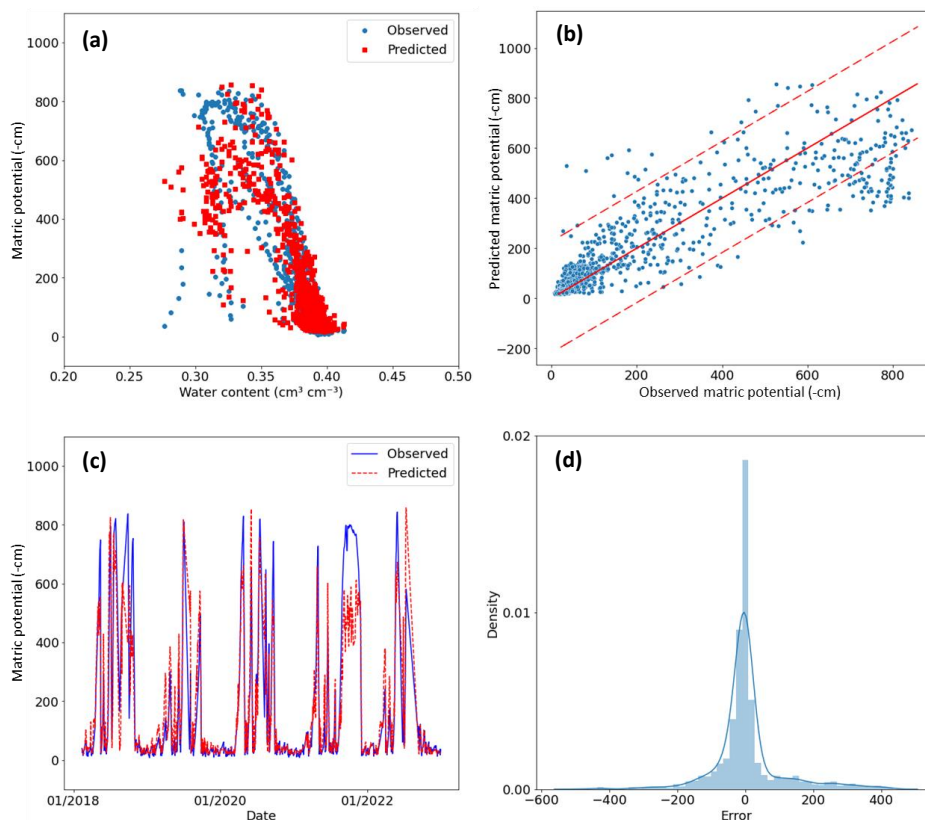 (a)
Observed
Predicted
1000
800
600
400
200
0
Matric potential (-cm)
0.20 0.25 0.30 0.35 0.40 0.45 0.50
Water content (cm³ cm⁻³)
(b)
1000
800
600
400
200
0
−200
Predicted matric potential (-cm)
0 200 400 600 800
Observed matric potential (-cm)
(c)
Observed
Predicted
1000
800
600
400
200
0
Matric potential (-cm)
01/2018 01/2020 01/2022
Date
(d)
0.02
0.01
0.00
Density
−600 −400 −200 0 200 400
Error